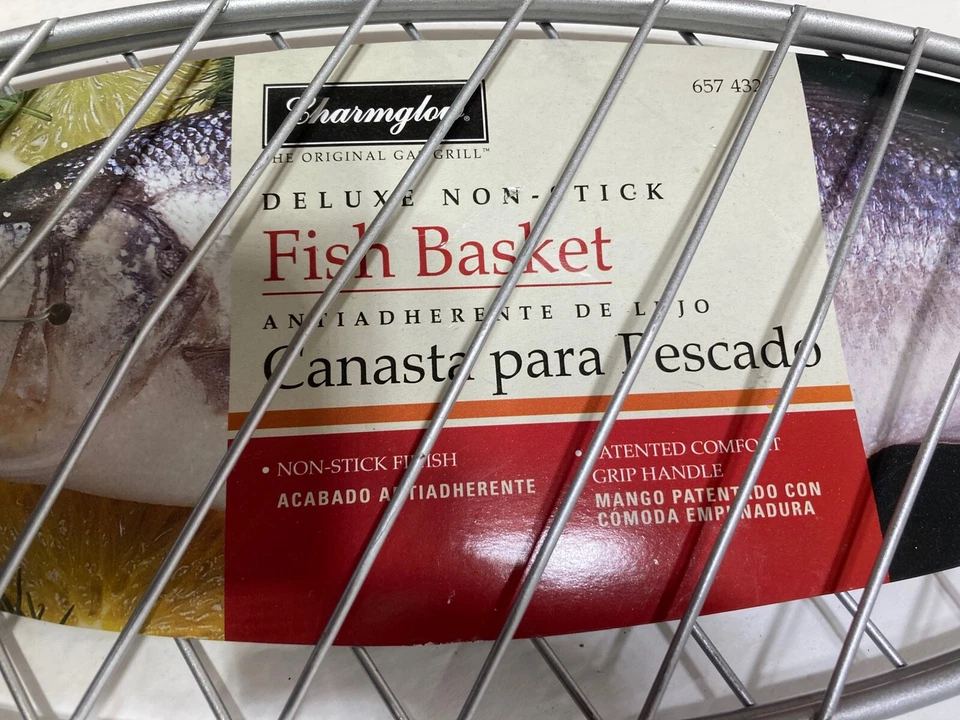 Charmglow®
657 432
THE ORIGINAL GAS GRILL™
DELUXE NON-STICK
Fish Basket
ANTIADHERENTE DE LUJO
Canasta para Pescado
• NON-STICK FINISH
ACABADO ANTIADHERENTE
• PATENTED COMFORT
GRIP HANDLE
MANGO PATENTADO CON
CÓMODA EMPUNADURA